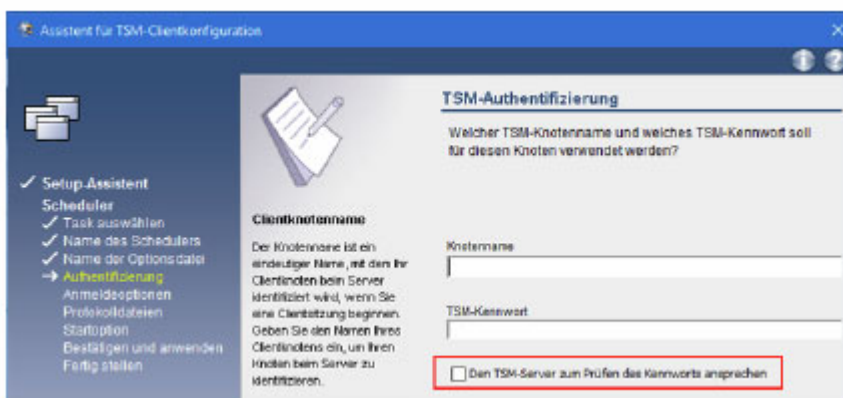 Assistent für TSM-Clientkonfiguration
Setup-Assistent
Scheduler
Task auswählen
Name des Schedulers
Name der Optionsdatei
Authentifizierung
Anmeldeoptionen
Protokolldateien
Startoption
Bestätigen und anwenden
Fertig stellen
Clientknotenname
Der Knotenname ist ein
eindeutiger Name, mit dem Ihr
Clientknoten beim Server
identifiziert wird, wenn Sie
eine Clientsitzung beginnen.
Geben Sie den Namen Ihres
Clientknotens ein, um Ihren
Knoten beim Server zu
identifizieren.
TSM-Authentifizierung
Welcher TSM-Knotenname und welches TSM-Kennwort soll
für diesen Knoten verwendet werden?
Knotenname
TSM-Kennwort
Den TSM-Server zum Prüfen des Kennworts ansprechen